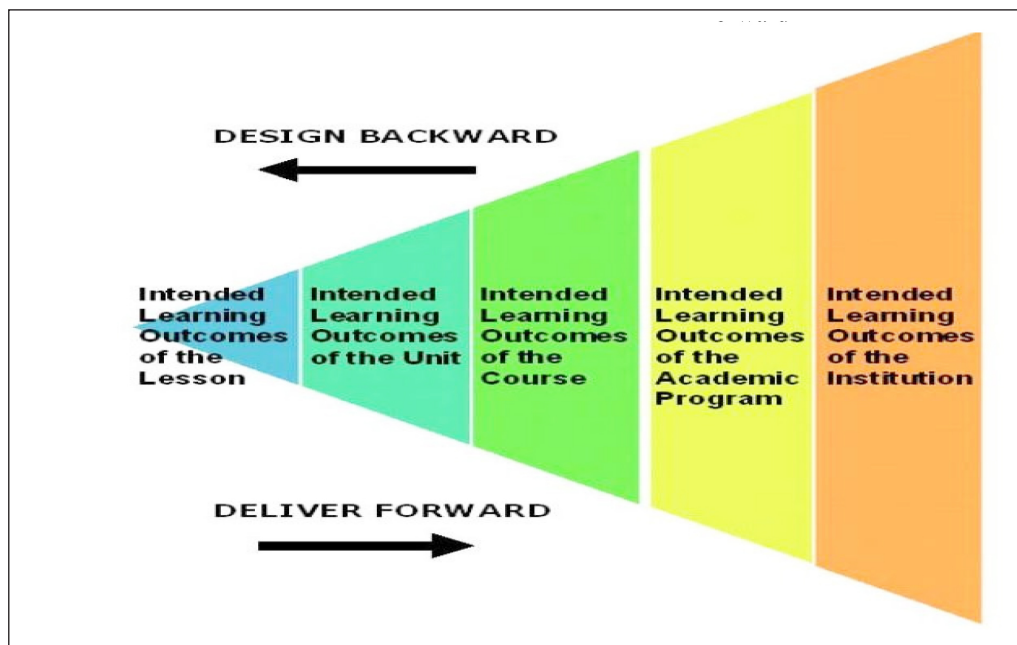 DESIGN BACKWARD
Intended
Learning
Outcomes
of the
Lesson
Intended
Learning
Outcomes
of the Unit
Intended
Learning
Outcomes
of the
Course
Intended
Learning
Outcomes
of the
Academic
Program
Intended
Learning
Outcomes
of the
Institution
DELIVER FORWARD